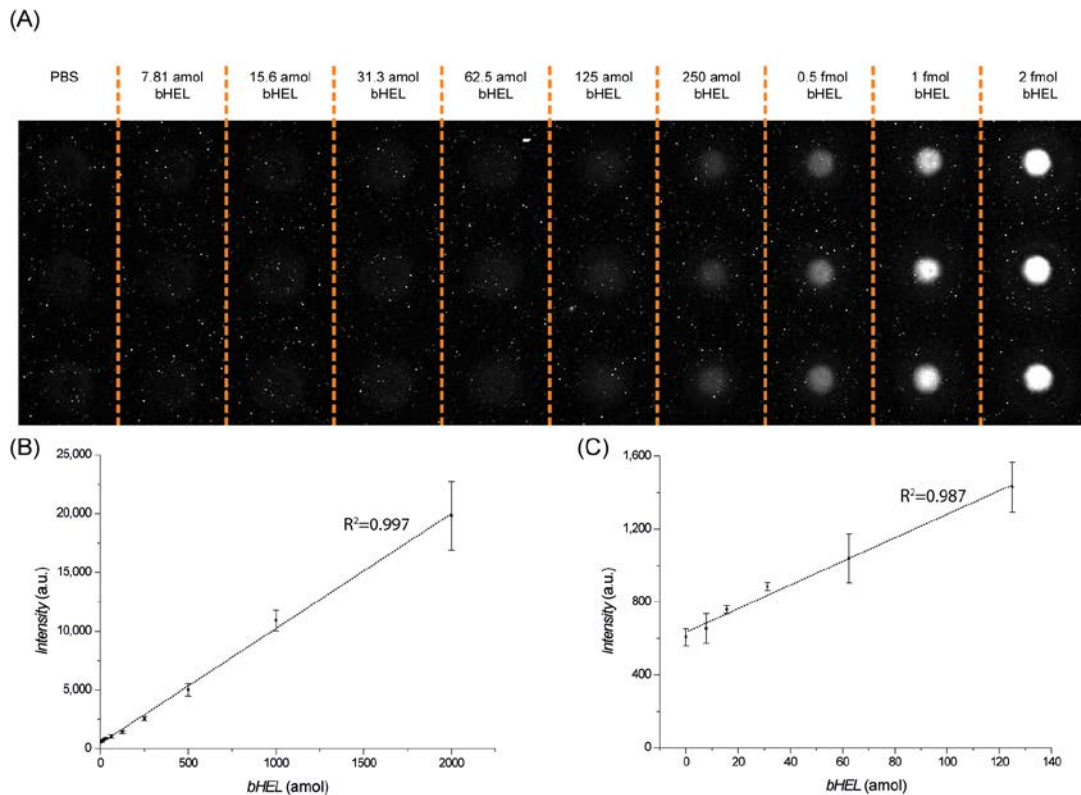 (A)
PBS
7.81 amol
bHEL
15.6 amol
bHEL
31.3 amol
bHEL
62.5 amol
bHEL
125 amol
bHEL
250 amol
bHEL
0.5 fmol
bHEL
1 fmol
bHEL
2 fmol
bHEL
(B)
25,000
20,000
15,000
10,000
5,000
0
Intensity (a.u.)
R²=0.997
0 500 1000 1500 2000
bHEL (amol)
(C)
1,600
1,200
800
400
0
Intensity (a.u.)
R²=0.987
0 20 40 60 80 100 120 140
bHEL (amol)